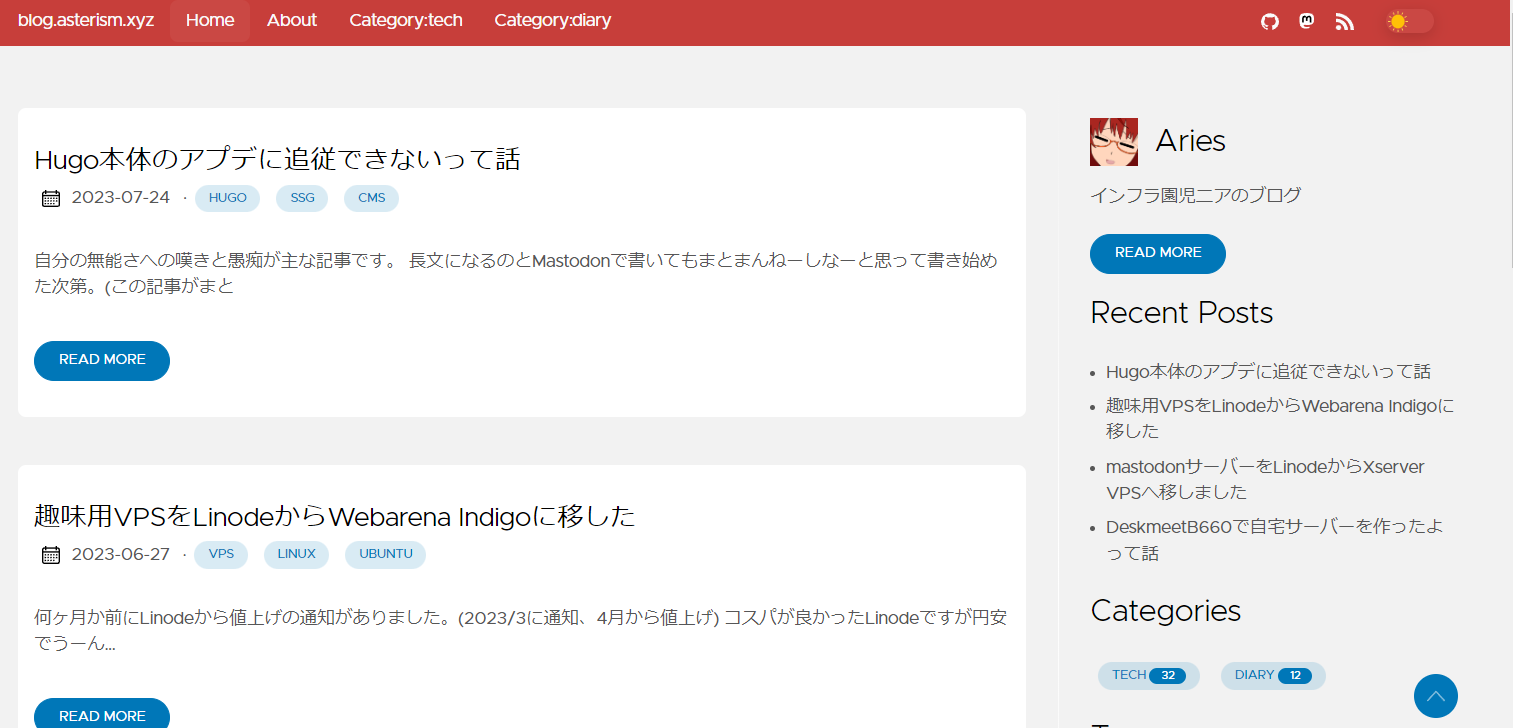 blog.asterism.xyz Home About Category:tech Category:diary
Hugo本体のアプデに追従できないって話
2023-07-24 · HUGO SSG CMS
自分の無能さへの嘆きと愚痴が主な記事です。 長文になるのとMastodonで書いてもまとまんねーしなーと思って書き始め
た次第。(この記事がまと
READ MORE
趣味用VPSをLinodeからWebarena Indigoに移した
2023-06-27 · VPS LINUX UBUNTU
何ヶ月か前にLinodeから値上げの通知がありました。(2023/3に通知、4月から値上げ) コスパが良かったLinodeですが円安
でうーん…
READ MORE
Aries
インフラ園児ニアのブログ
READ MORE
Recent Posts
Hugo本体のアプデに追従できないって話
趣味用VPSをLinodeからWebarena Indigoに
移した
mastodonサーバーをLinodeからXserver
VPSへ移しました
DeskmeetB660で自宅サーバーを作ったよ
って話
Categories
TECH 32 DIARY 12